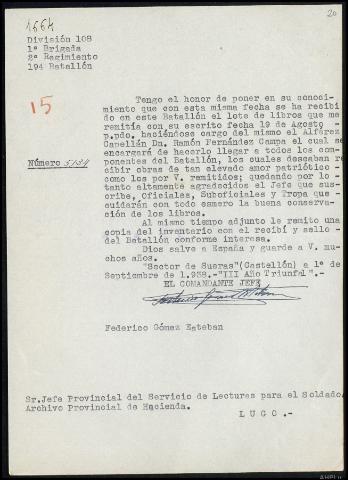 20
1664
División 108
1ª Brigada
2º Regimiento
194 Batallón
15
Tengo el honor de poner en su conoci-
miento que con esta misma fecha se ha recibi
do en este Batallón el lote de libros que me
remitía con su escrito fecha 19 de Agosto -
p.pdo. haciéndose cargo del mismo el Alférez
Capellán Dn. Ramón Fernández Campa el cual se
encargará de hacerlo llegar a todos los com-
Número 5134
ponentes del Batallón, los cuales deseaban re
cibir obras de tan elevado amor patriótico -
como los por V. remitidos; quedando por lo -
tanto altamente agradecidos el Jefe que sus-
cribe, Oficiales, Suboficiales y Tropa que -
cuidarán con todo esmero la buena conserva-
ción de los libros.
Al mismo tiempo adjunto le remito una
copia del inventario con el recibí y sello -
del Batallón conforme interesa.
Dios salve a España y guarde a V. mu-
chos años.
"Sector de Sueras"(Castellón) a 1º de
Septiembre de 1.938.-"III Año Triunfal".-
EL COMANDANTE JEFE
Federico Gómez Esteban
Sr.Jefe Provincial del Servicio de Lectures para el Soldado,
Archivo Provincial de Hacienda.
L U G O .-